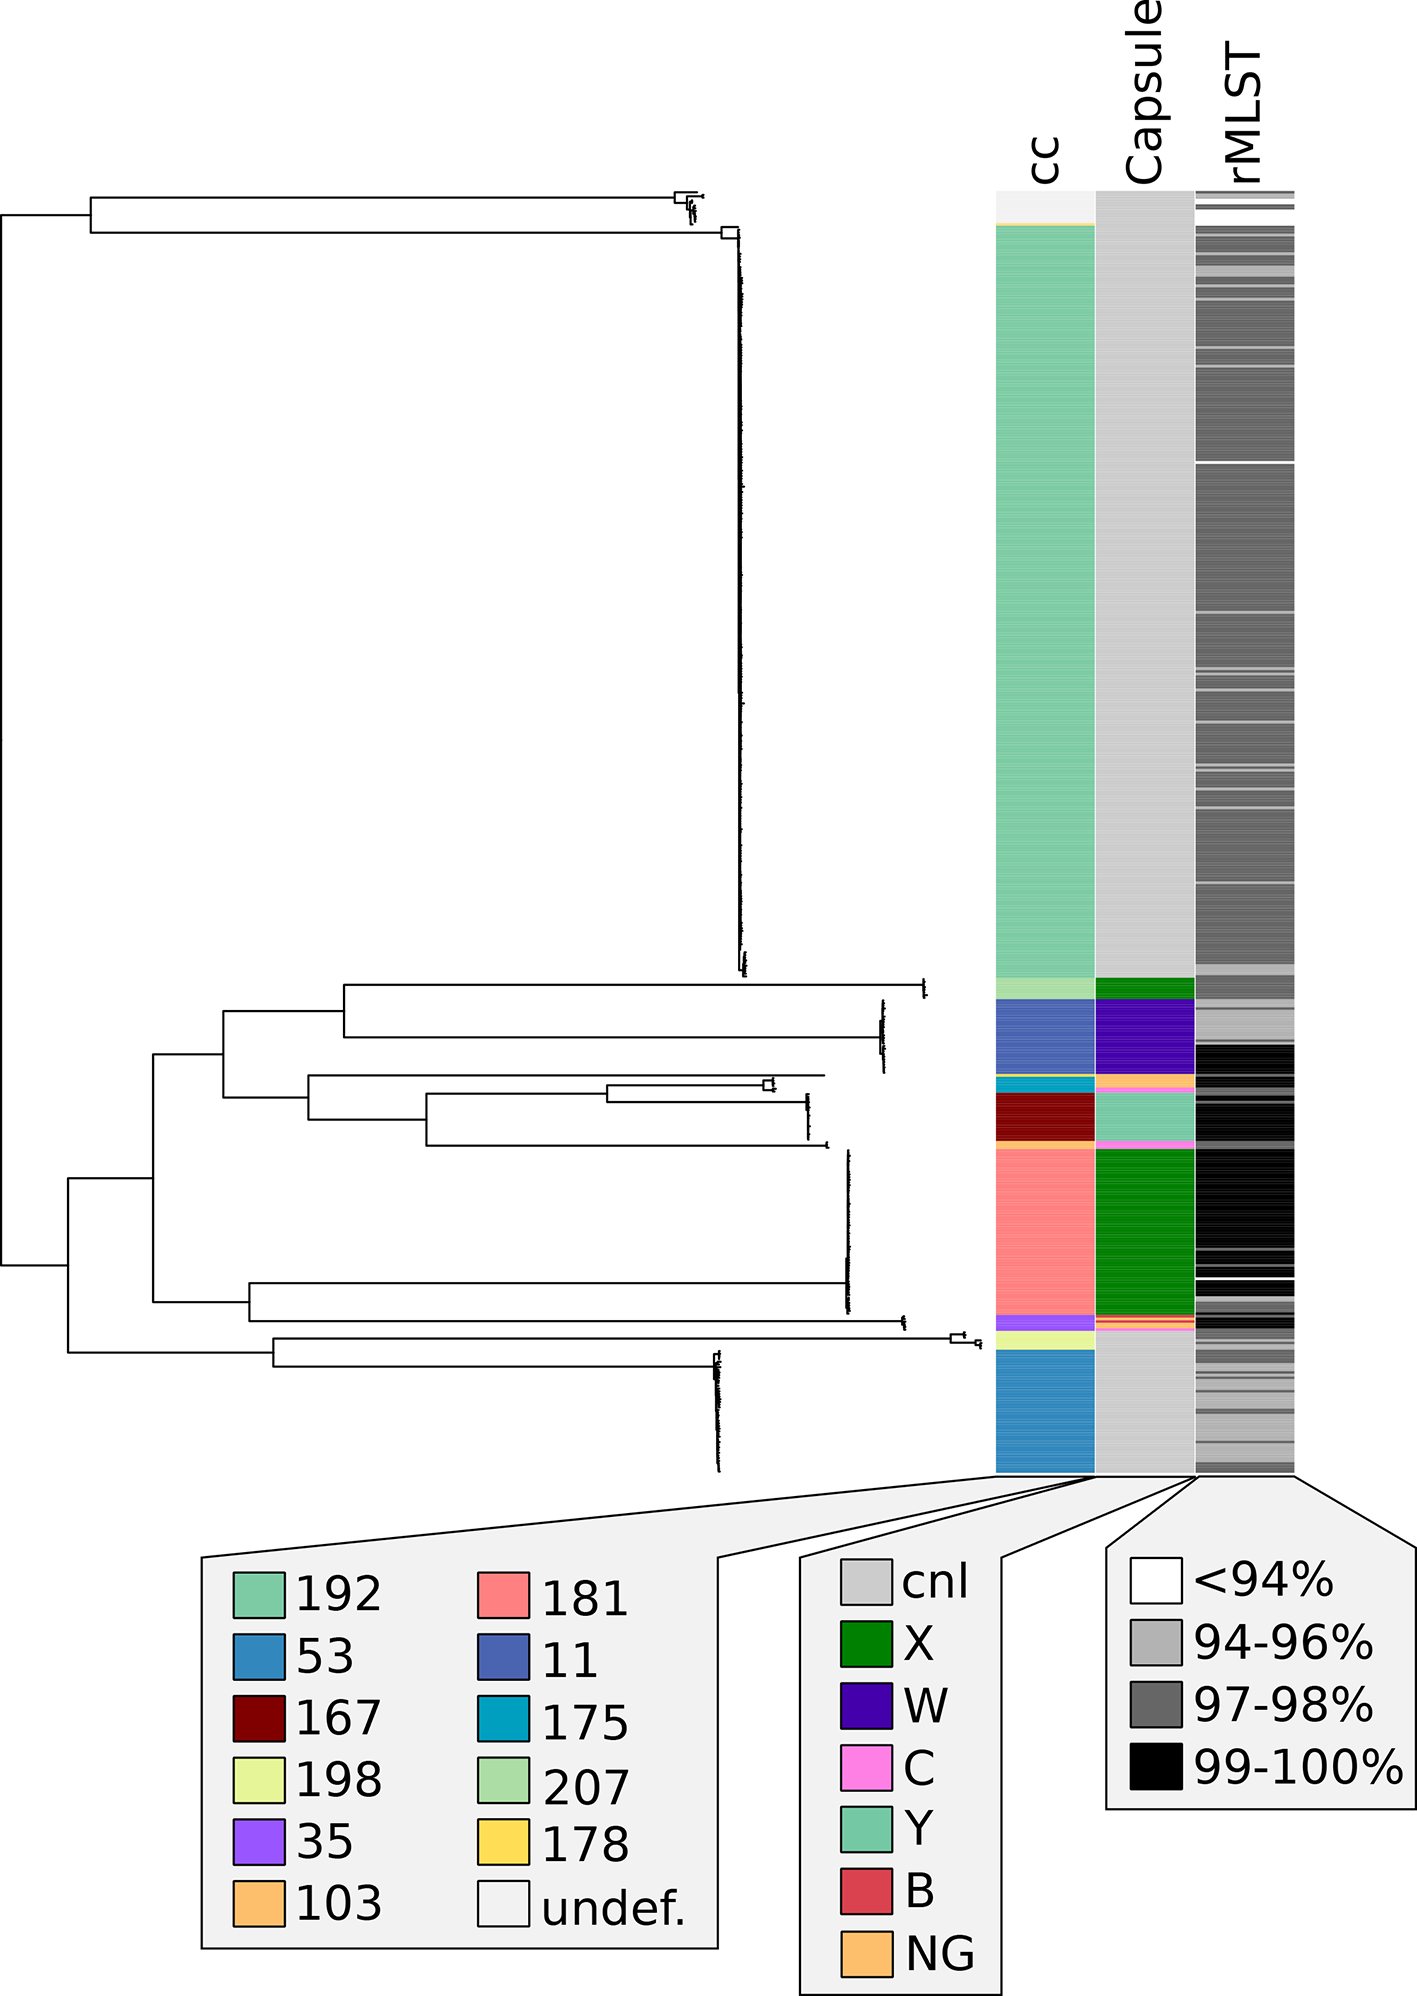 cc
Capsule
rMLST
192
53
167
198
35
103
181
11
175
207
178
undef.
cnl
X
W
C
Y
B
NG
<94%
94-96%
97-98%
99-100%